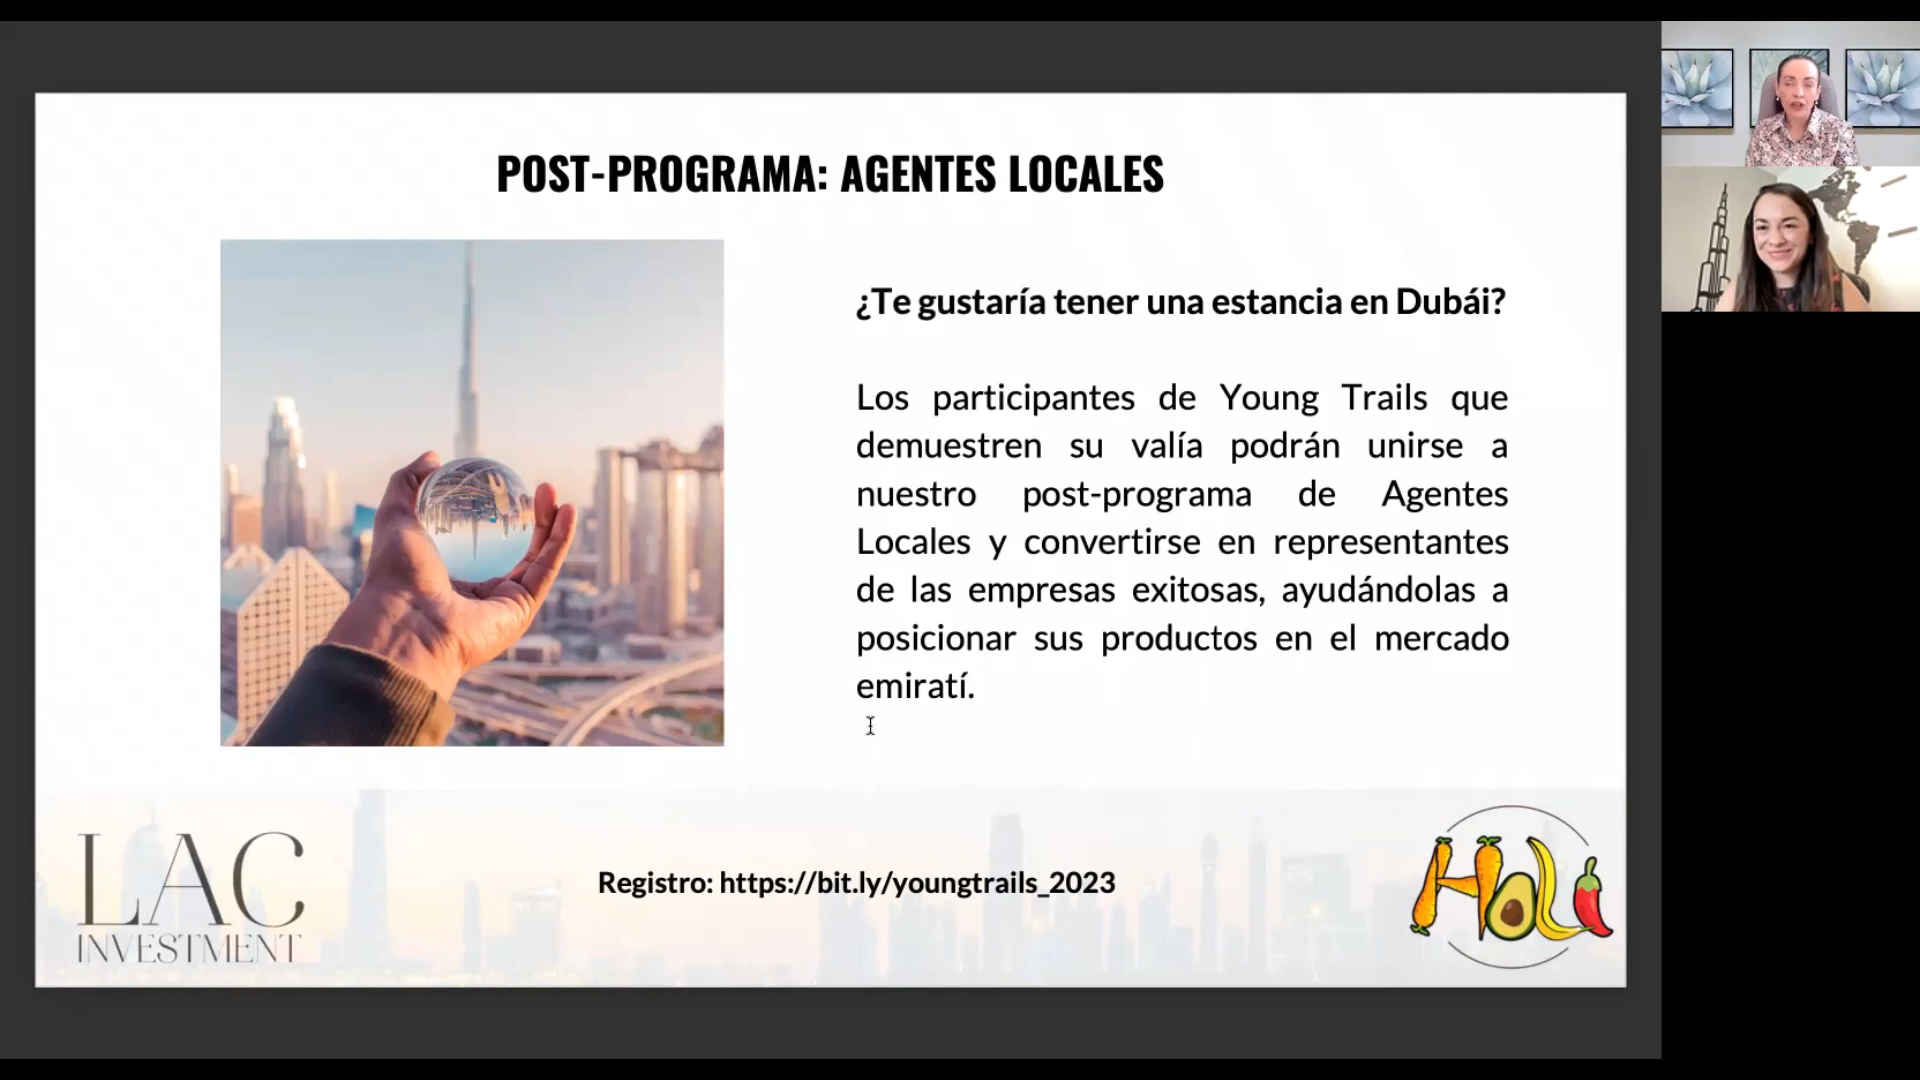 POST-PROGRAMA: AGENTES LOCALES
¿Te gustaría tener una estancia en Dubái?
Los participantes de Young Trails que
demuestren su valía podrán unirse a
nuestro post-programa de Agentes
Locales y convertirse en representantes
de las empresas exitosas, ayudándolas a
posicionar sus productos en el mercado
emiratí.
LAC
INVESTMENT
Registro: https://bit.ly/youngtrails_2023
HOLi